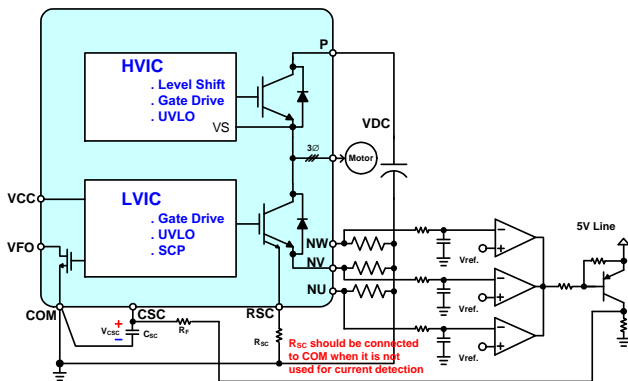 P
HVIC
. Level Shift
. Gate Drive
. UVLO
VS
VDC
3Ø
Motor
VCC
LVIC
. Gate Drive
. UVLO
. SCP
VFO
NW
NV
NU
Vref.
Vref.
Vref.
5V Line
COM
CSC
RSC
+
VCSC
−
CSC
RF
RSC
RSC should be connected
to COM when it is not
used for current detection